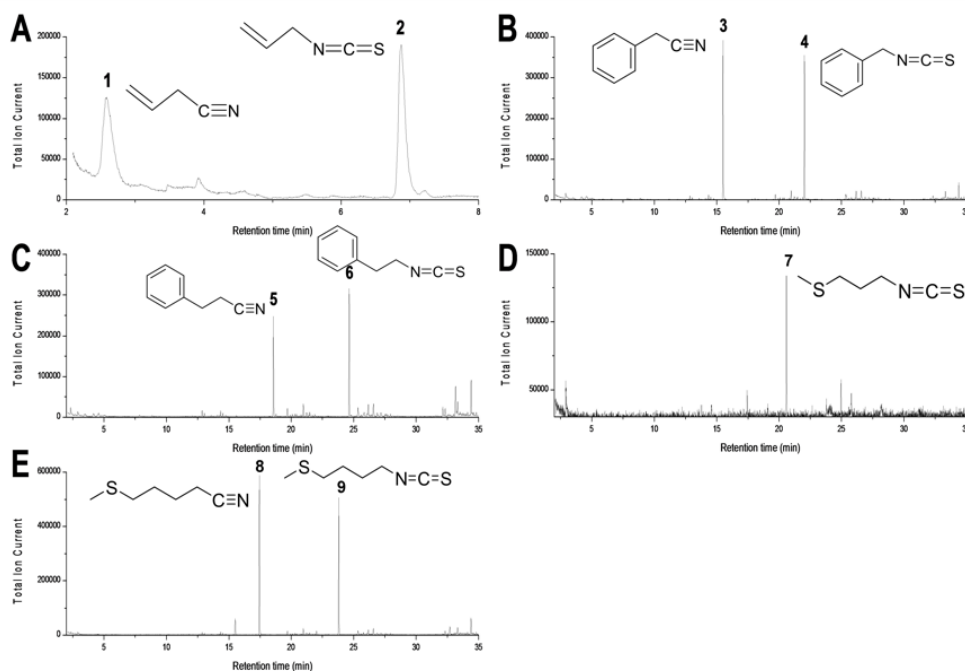 A
200000
150000
100000
50000
0
Total Ion Current
1
C≡N
N=C=S
2
2
4
6
8
Retention time (min)
B
400000
300000
200000
100000
0
Total Ion Current
C≡N
3
4
N=C=S
5
10
15
20
25
30
35
Retention time (min)
C
400000
300000
200000
100000
0
Total Ion Current
C≡N
5
6
N=C=S
5
10
15
20
25
30
35
Retention time (min)
D
150000
100000
50000
Total Ion Current
7
S
N=C=S
5
10
15
20
25
30
35
Retention time (min)
E
600000
400000
200000
0
Total Ion Current
S
C≡N
8
S
N=C=S
9
5
10
15
20
25
30
35
Retention time (min)